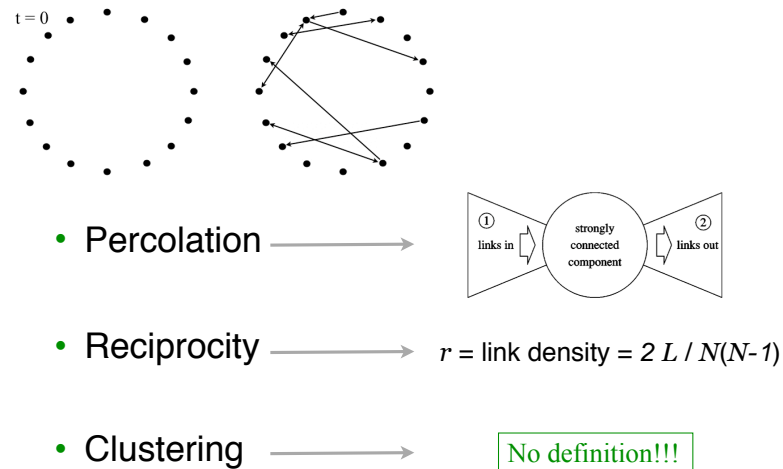 t = 0
• Percolation
① links in
strongly connected component
② links out
• Reciprocity
r = link density = 2 L / N(N-1)
• Clustering
No definition!!!